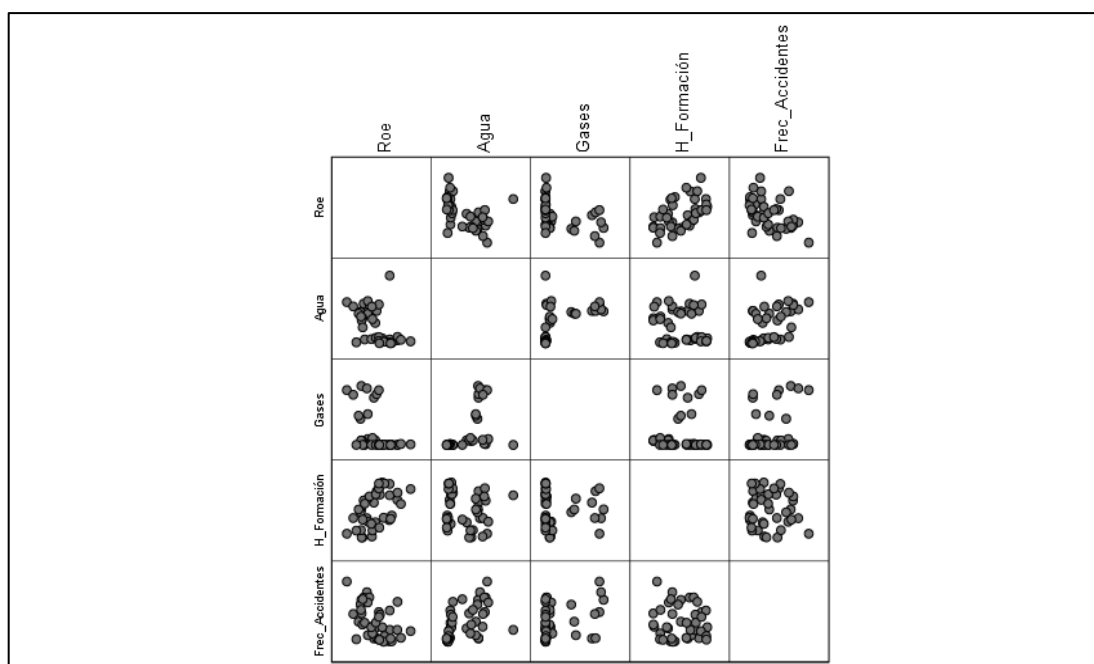 Roe
Agua
Gases
H_Formación
Frec_Accidentes
Roe
Agua
Gases
H_Formación
Frec_Accidentes